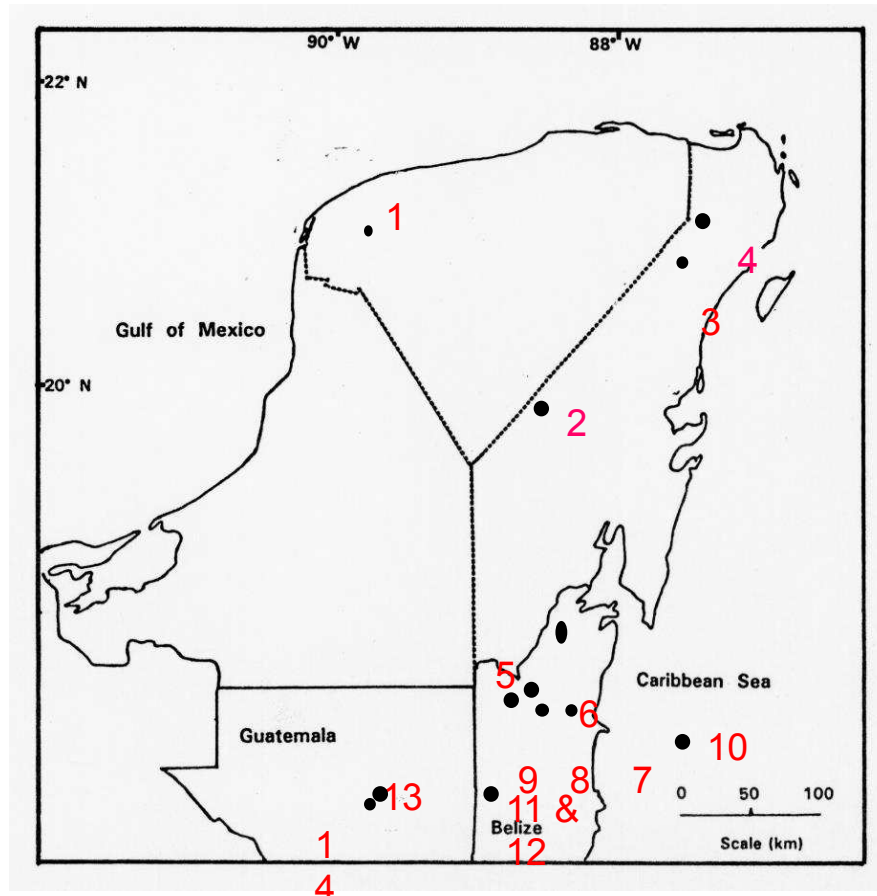 90° W
88° W
22° N
1
4
3
Gulf of Mexico
20° N
2
5
Caribbean Sea
6
Guatemala
10
9
8
7
13
0 50 100
11 &
Belize
12
Scale (km)
1
4